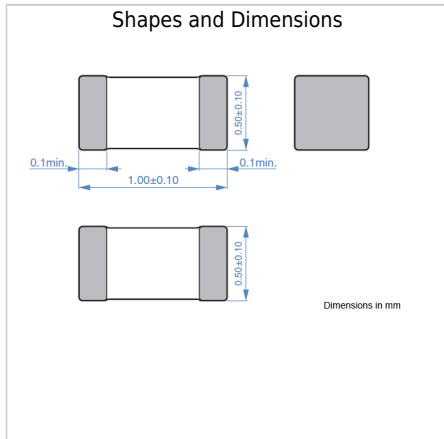 Shapes and Dimensions
0.50±0.10
0.1min.
0.1min.
1.00±0.10
0.50±0.10
Dimensions in mm